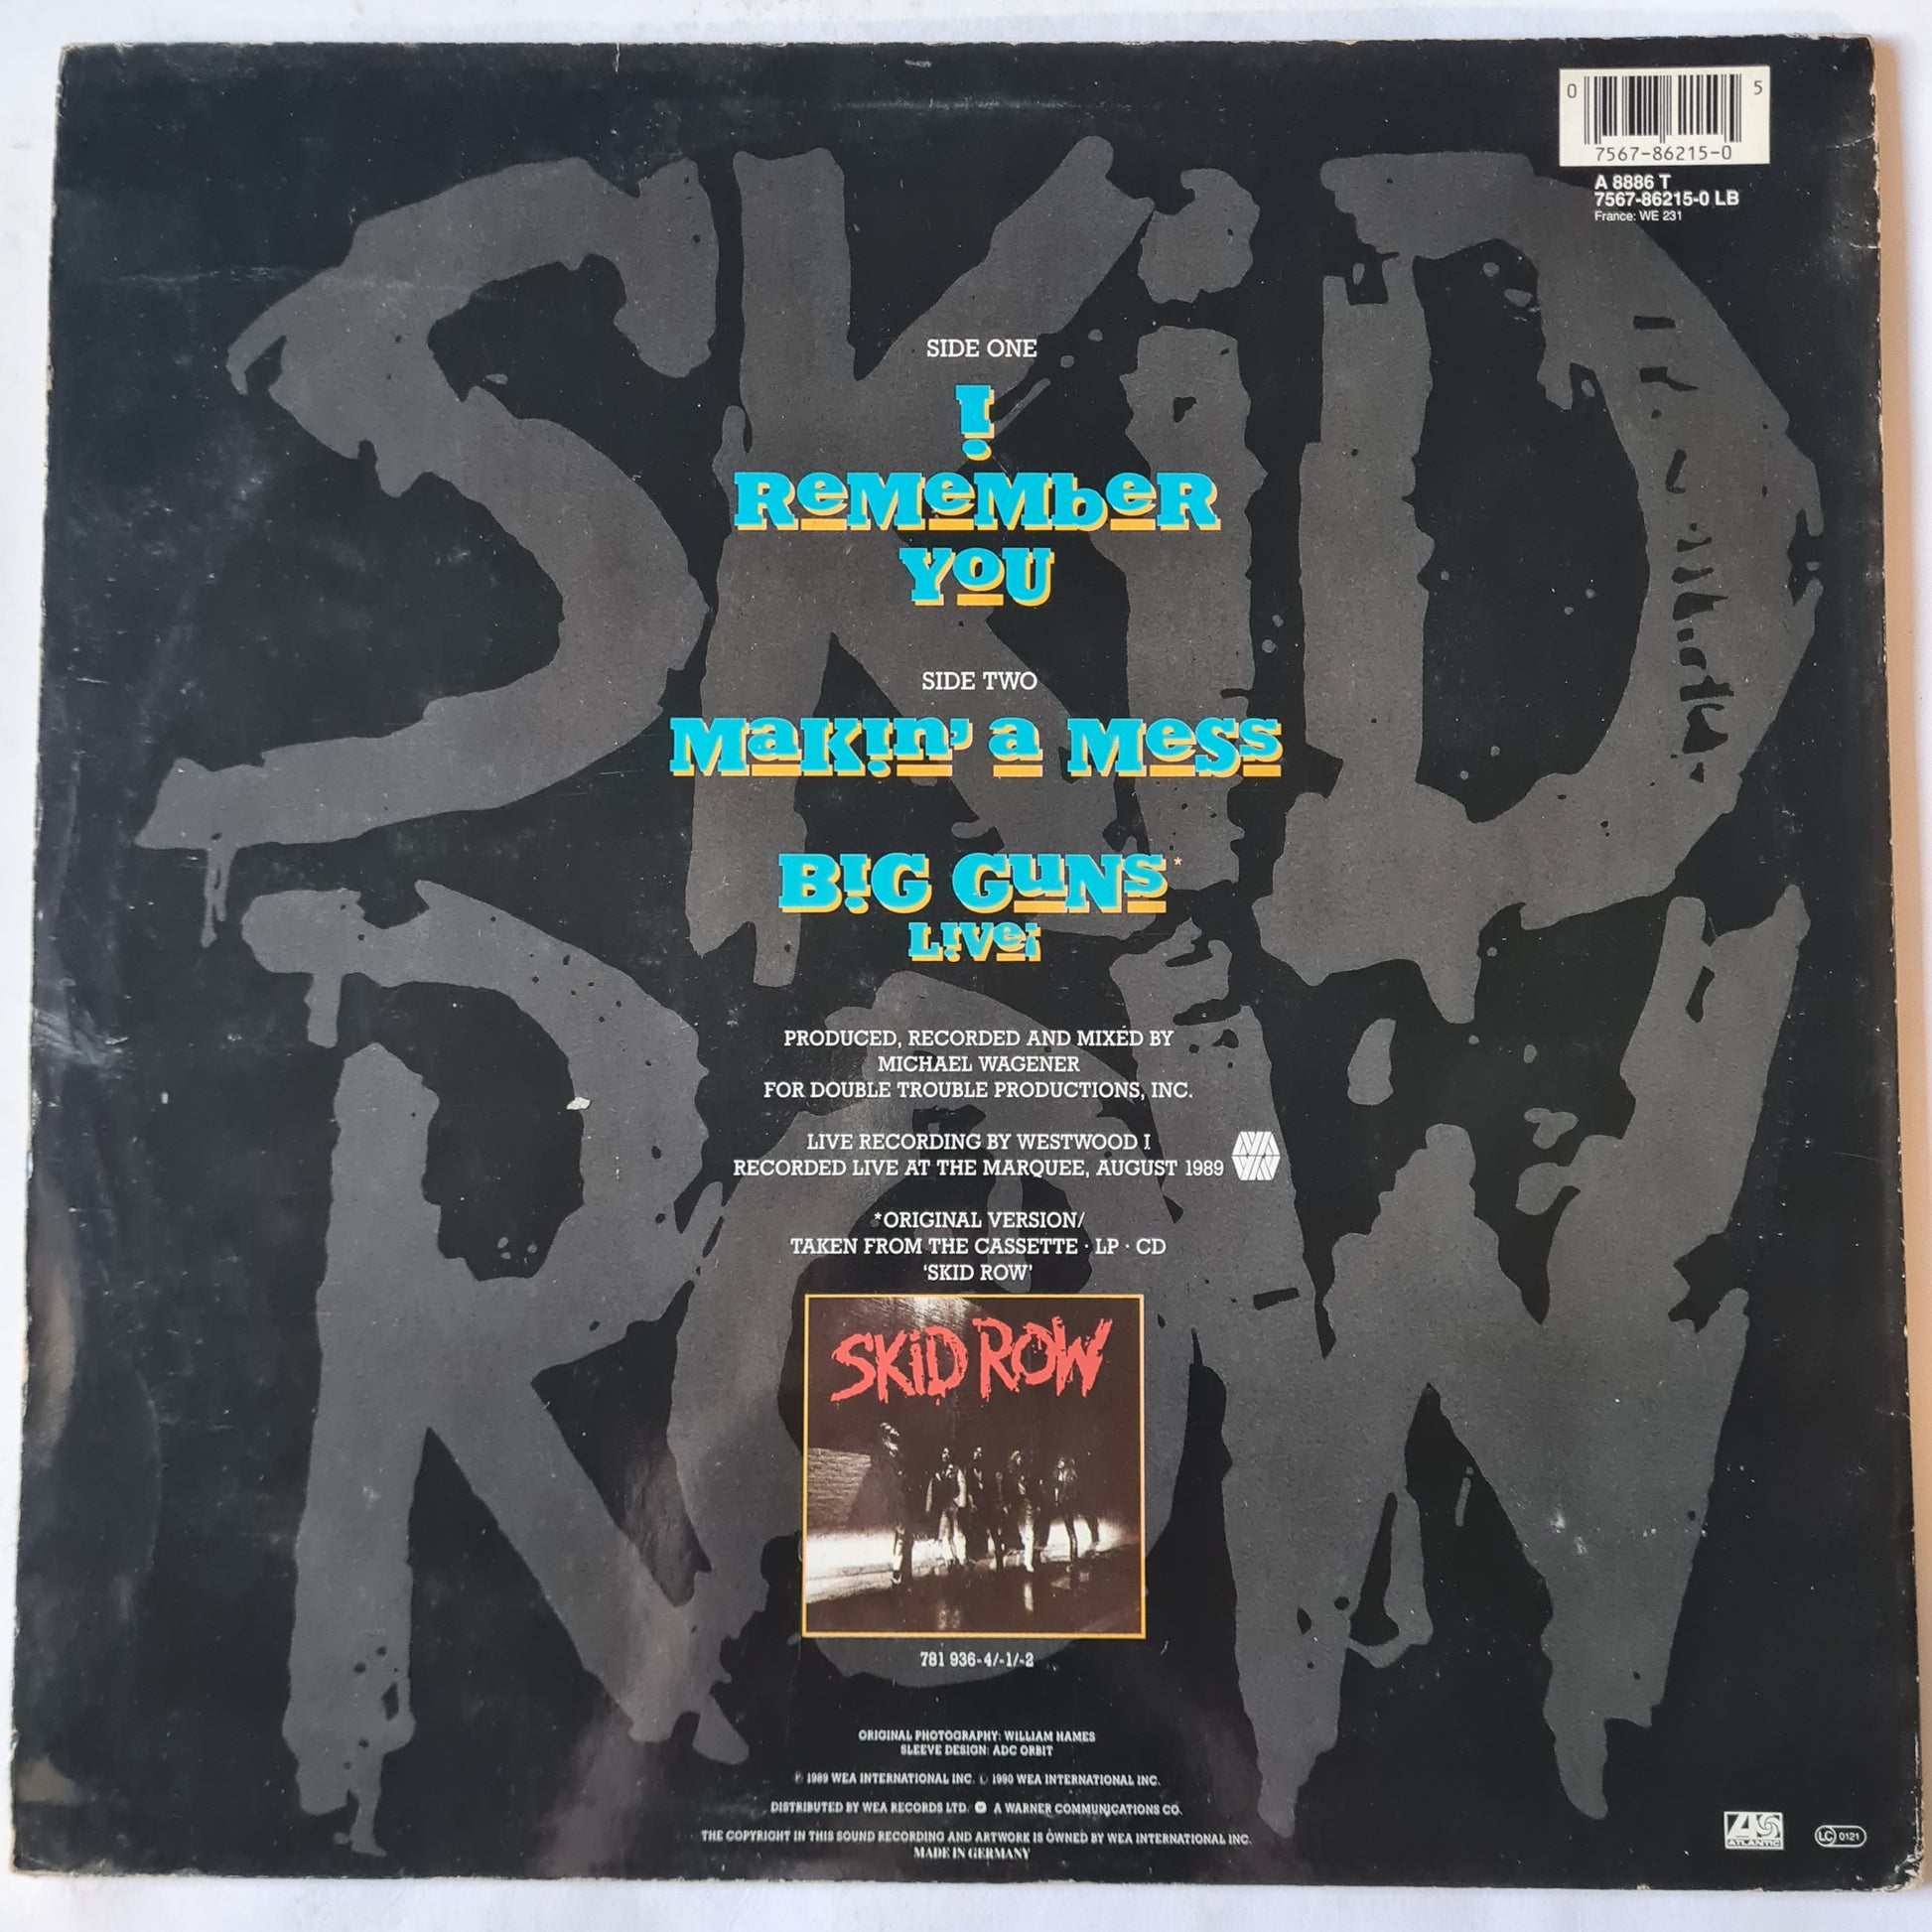 0 5
7567-86215-0
A 8886 T
7567-86215-0 LB
France: WE 231
SKiD
ROW
SIDE ONE
I
ReMeMbeR
YoU
SIDE TWO
MaKin' a MeSs
BiG GuNs*
LiVei
PRODUCED, RECORDED AND MIXED BY
MICHAEL WAGENER
FOR DOUBLE TROUBLE PRODUCTIONS, INC.
LIVE RECORDING BY WESTWOOD I
RECORDED LIVE AT THE MARQUEE, AUGUST 1989
*ORIGINAL VERSION/
TAKEN FROM THE CASSETTE · LP · CD
‘SKID ROW’
SKiD ROW
781 936-4/-1/-2
ORIGINAL PHOTOGRAPHY: WILLIAM HAMES
SLEEVE DESIGN: ADC ORBIT
℗ 1989 WEA INTERNATIONAL INC. © 1990 WEA INTERNATIONAL INC.
DISTRIBUTED BY WEA RECORDS LTD. A WARNER COMMUNICATIONS CO.
THE COPYRIGHT IN THIS SOUND RECORDING AND ARTWORK IS OWNED BY WEA INTERNATIONAL INC.
MADE IN GERMANY
ATLANTIC
LC 0121